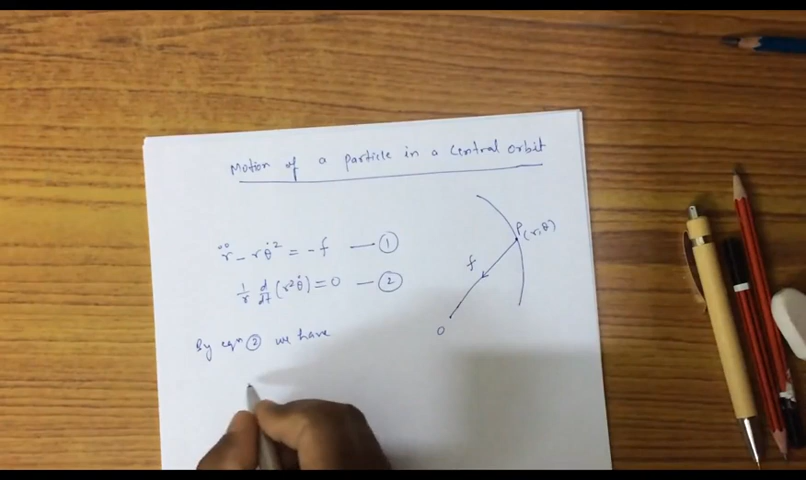 Motion of a particle in a central orbit
r̈ - rθ̇² = -f — ①
1/r d/dt (r²θ̇) = 0 — ②
P(r,θ)
f
O
By eqⁿ ② we have